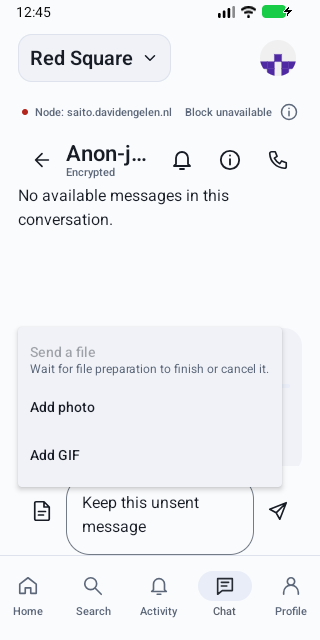 12:45
Red Square
Node: saito.davidengelen.nl Block unavailable
Anon-j...
Encrypted
No available messages in this
conversation.
Send a file
Wait for file preparation to finish or cancel it.
Add photo
Add GIF
Keep this unsent
message
Home Search Activity Chat Profile